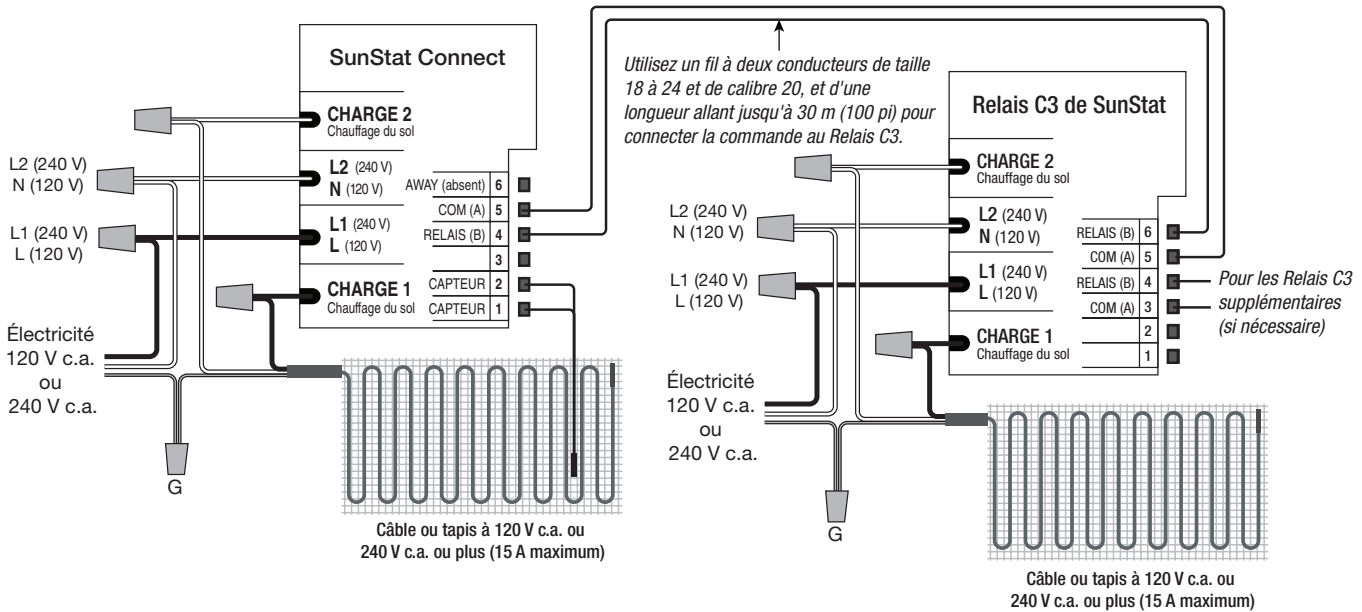 SunStat Connect
CHARGE 2
Chauffage du sol
L2 (240 V)
N (120 V)
L2 (240 V)
N (120 V)
L1 (240 V)
L (120 V)
L1 (240 V)
L (120 V)
CHARGE 1
Chauffage du sol
AWAY (absent) 6
COM (A) 5
RELAIS (B) 4
3
CAPTEUR 2
CAPTEUR 1
Électricité
120 V c.a.
ou
240 V c.a.
G
Câble ou tapis à 120 V c.a. ou
240 V c.a. ou plus (15 A maximum)
Utilisez un fil à deux conducteurs de taille
18 à 24 et de calibre 20, et d'une
longueur allant jusqu'à 30 m (100 pi) pour
connecter la commande au Relais C3.
Relais C3 de SunStat
CHARGE 2
Chauffage du sol
L2 (240 V)
N (120 V)
L2 (240 V)
N (120 V)
L1 (240 V)
L (120 V)
L1 (240 V)
L (120 V)
CHARGE 1
Chauffage du sol
RELAIS (B) 6
COM (A) 5
RELAIS (B) 4
COM (A) 3
2
1
Pour les Relais C3
supplémentaires
(si nécessaire)
Électricité
120 V c.a.
ou
240 V c.a.
G
Câble ou tapis à 120 V c.a. ou
240 V c.a. ou plus (15 A maximum)